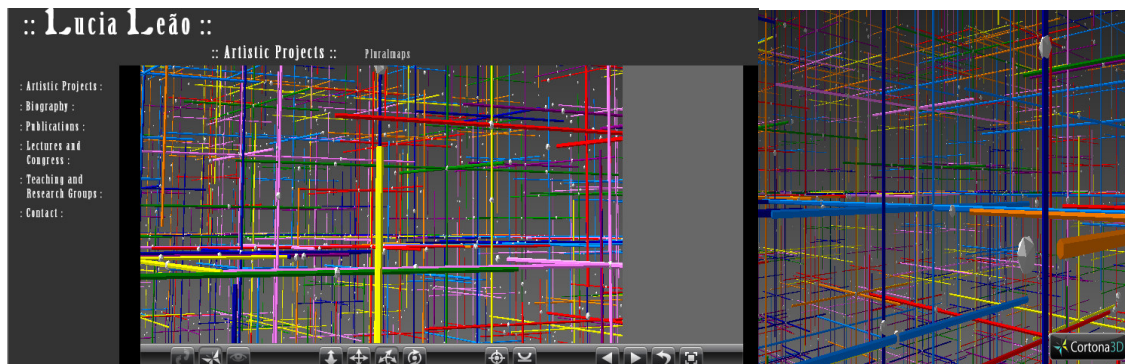 :: Lucia Leão ::
:: Artistic Projects :: Pluralmaps
: Artistic Projects :
: Biography :
: Publications :
: Lectures and
Congress :
: Teaching and
Research Groups :
: Contact :
Cortona3D